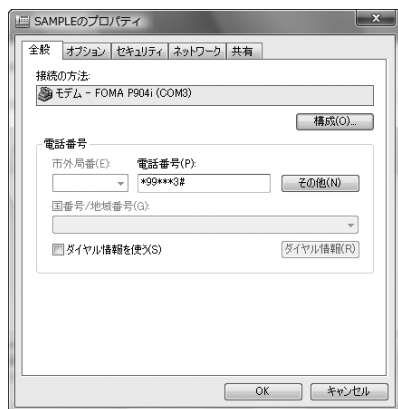 SAMPLEのプロパティ
全般 オプション セキュリティ ネットワーク 共有
接続の方法:
モデム - FOMA P904i (COM3)
構成(O)...
電話番号
市外局番(E): 電話番号(P):
*99***3# その他(N)
国番号/地域番号(G):
ダイヤル情報を使う(S) ダイヤル情報(R)
OK キャンセル